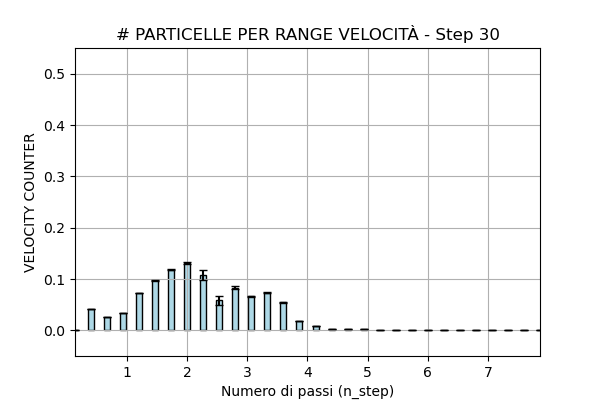 # PARTICELLE PER RANGE VELOCITÀ - Step 30
VELOCITY COUNTER
0.5
0.4
0.3
0.2
0.1
0.0
1 2 3 4 5 6 7
Numero di passi (n_step)